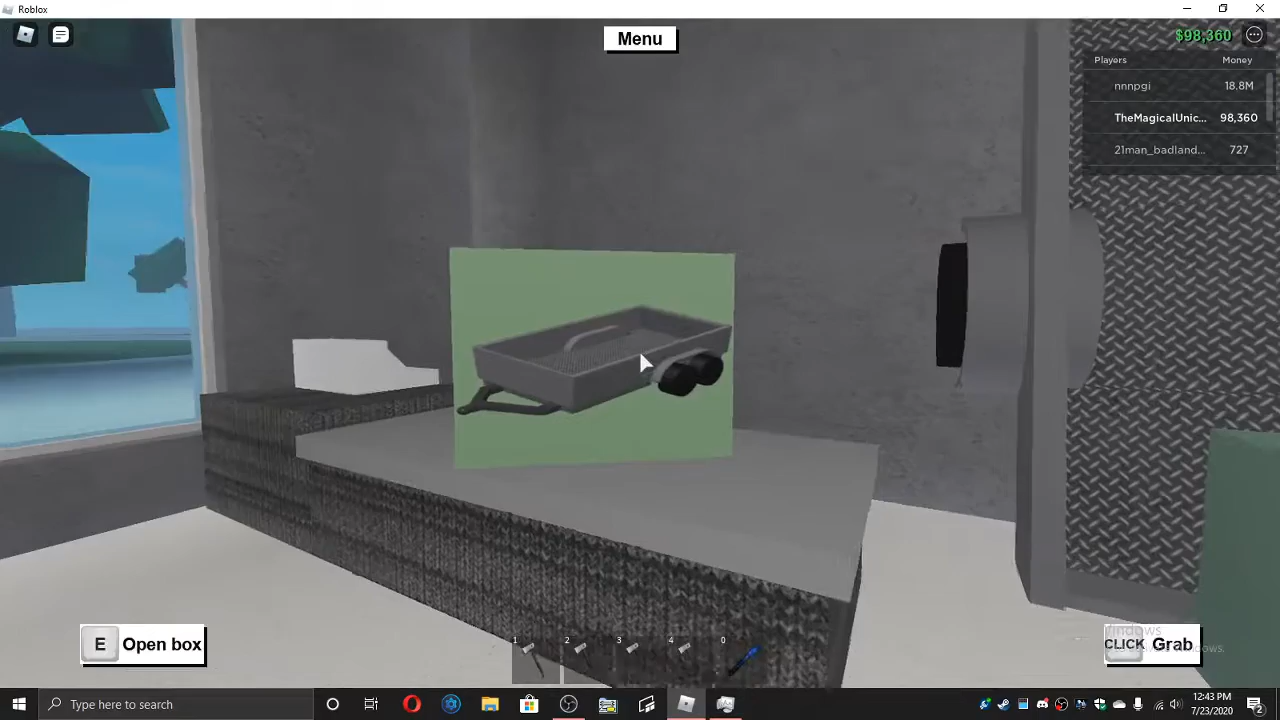 Roblox
Menu
$98,360
Players Money
nnnpgi 18.8M
TheMagicalUnic... 98,360
21man_badland... 727
E Open box
1 2 3 4 0
CLICK Grab
Type here to search
12:43 PM
7/23/2020
2